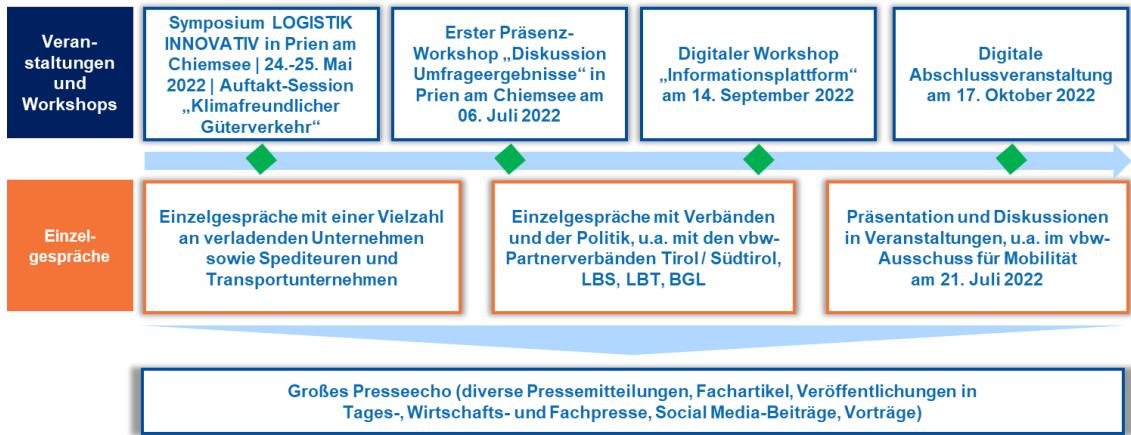 Veran-
staltungen
und
Workshops
Symposium LOGISTIK
INNOVATIV in Prien am
Chiemsee | 24.-25. Mai
2022 | Auftakt-Session
„Klimafreundlicher
Güterverkehr“
Erster Präsenz-
Workshop „Diskussion
Umfrageergebnisse“ in
Prien am Chiemsee am
06. Juli 2022
Digitaler Workshop
„Informationsplattform“
am 14. September 2022
Digitale
Abschlussveranstaltung
am 17. Oktober 2022
Einzel-
gespräche
Einzelgespräche mit einer Vielzahl
an verladenden Unternehmen
sowie Spediteuren und
Transportunternehmen
Einzelgespräche mit Verbänden
und der Politik, u.a. mit den vbw-
Partnerverbänden Tirol / Südtirol,
LBS, LBT, BGL
Präsentation und Diskussionen
in Veranstaltungen, u.a. im vbw-
Ausschuss für Mobilität
am 21. Juli 2022
Großes Presseecho (diverse Pressemitteilungen, Fachartikel, Veröffentlichungen in
Tages-, Wirtschafts- und Fachpresse, Social Media-Beiträge, Vorträge)